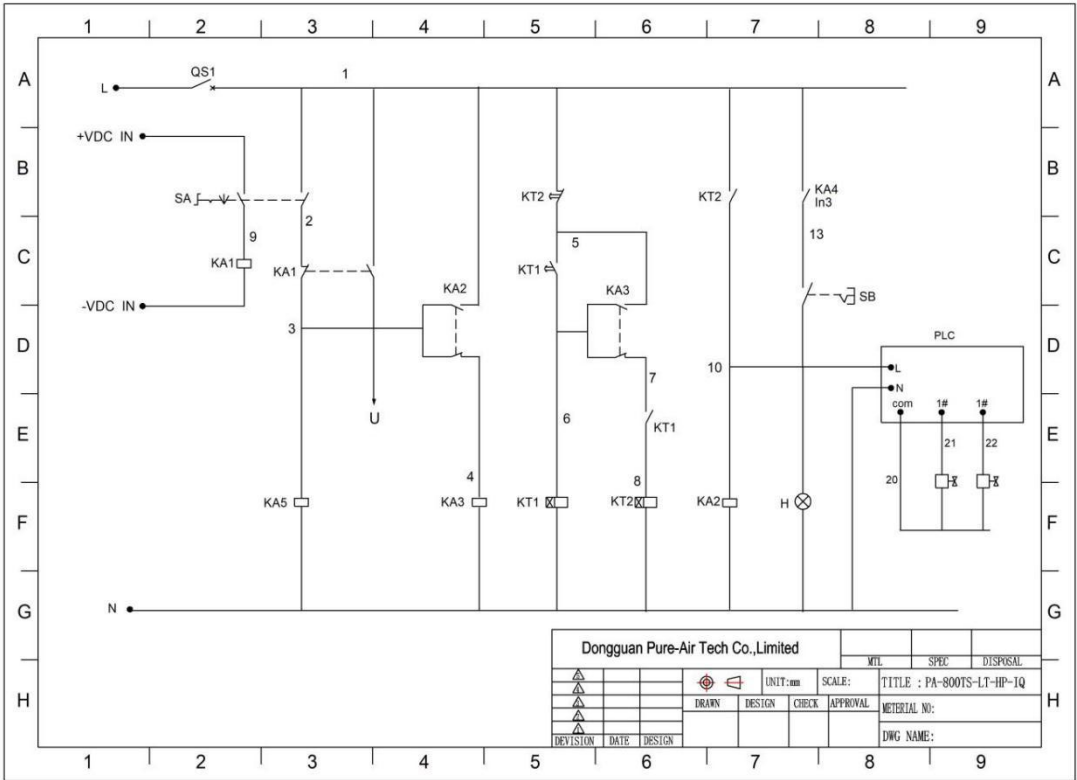 1 2 3 4 5 6 7 8 9
A A
QS1 1
L
+VDC IN
B B
SA KT2 KT2 KA4
In3
2
9 5 13
C C
KA1 KA1 KT1
KA2 KA3 SB
-VDC IN
3 PLC
D D
10 L
7 N
com 1# 1#
U
6 KT1
E E
21 22
4 8 20
KA5 KA3 KT1 KT2 KA2 H
F F
N
G G
Dongguan Pure-Air Tech Co.,Limited
MTL SPEC DISPOSAL
UNIT:mm SCALE: TITLE : PA-800TS-LT-HP-IQ
H H
DRAWN DESIGN CHECK APPROVAL METERIAL NO:
DEVISION DATE DESIGN DWG NAME:
1 2 3 4 5 6 7 8 9